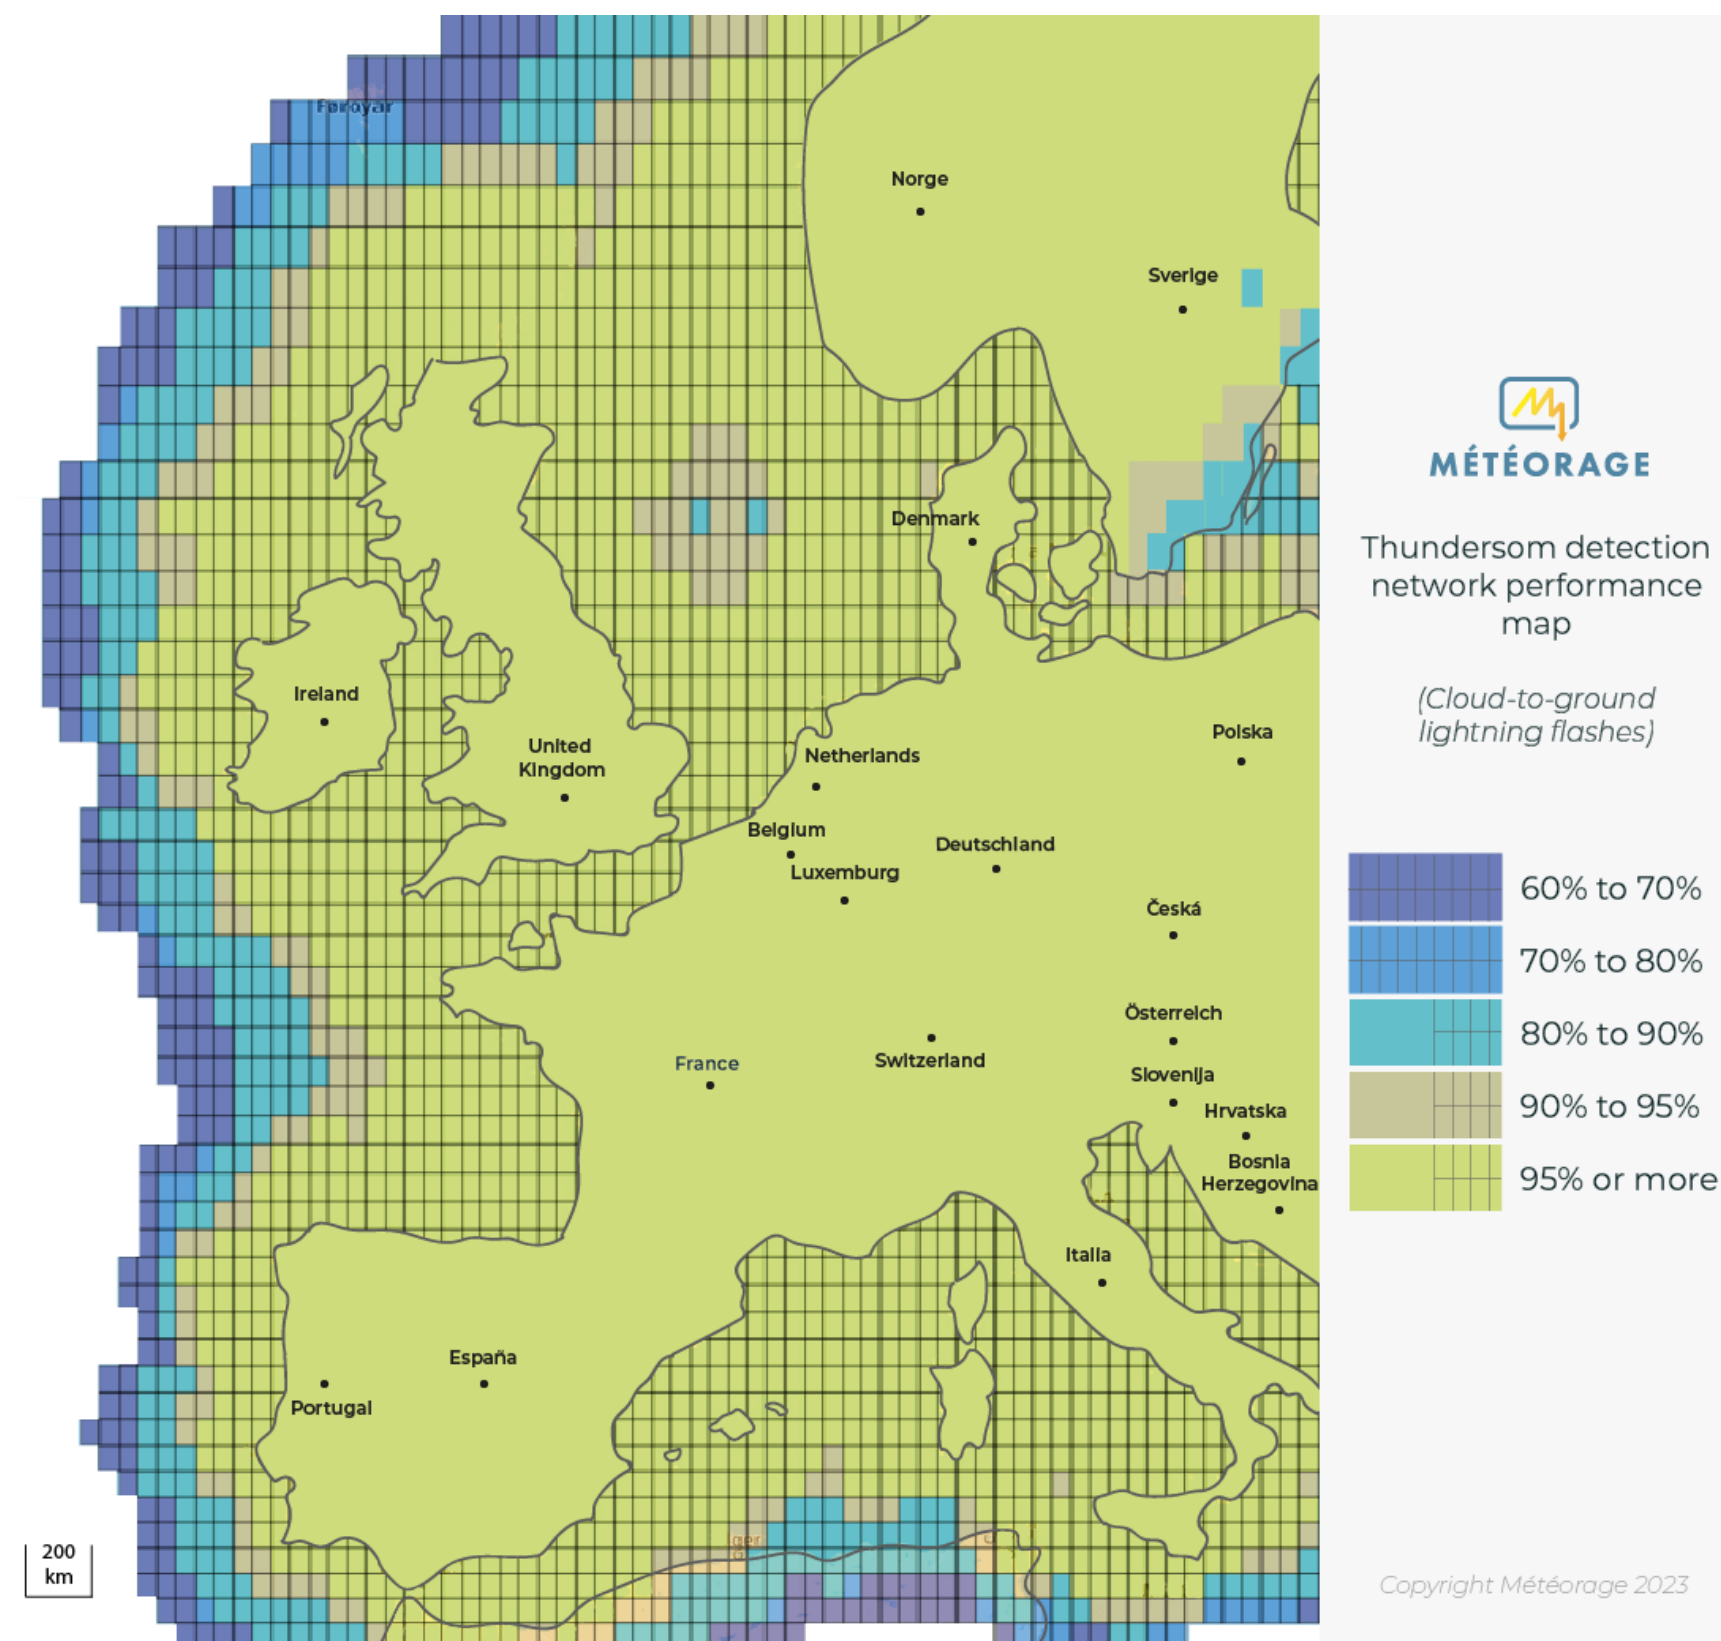 Føroyar
Norge
Sverige
Denmark
Ireland
United
Kingdom
Netherlands
Polska
Belgium
Luxemburg
Deutschland
Česká
Österreich
France
Switzerland
Slovenija
Hrvatska
Bosnia
Herzegovina
Italia
España
Portugal
200
km
MÉTÉORAGE
Thundersom detection
network performance
map
(Cloud-to-ground
lightning flashes)
60% to 70%
70% to 80%
80% to 90%
90% to 95%
95% or more
Copyright Météorage 2023